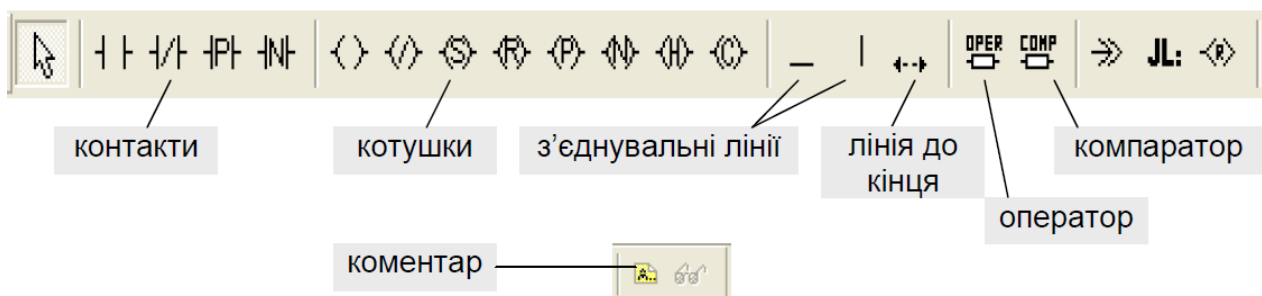 P N S R P N H C OPER COMP JL: R
контакти котушки з’єднувальні лінії лінія до кінця компаратор
оператор
коментар